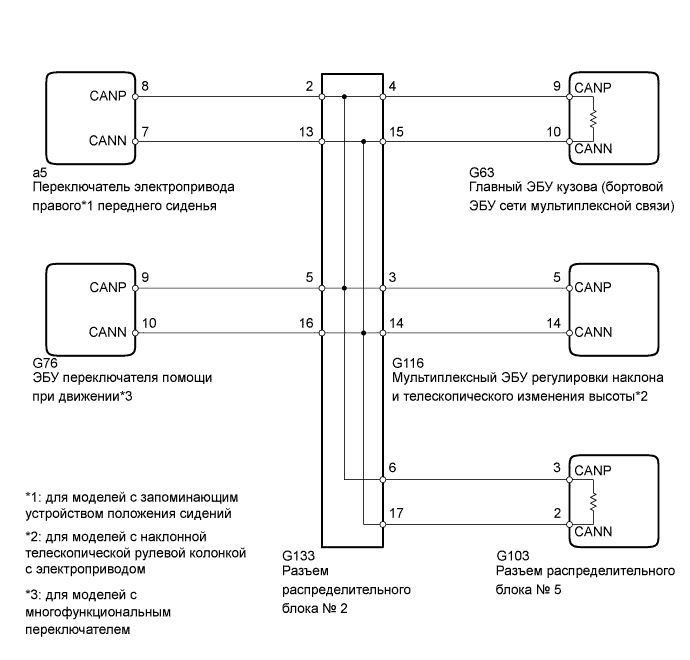 8 2 4 9
CANP CANP
CANN 7 13 15 10 CANN
a5
Переключатель электропривода
правого*1 переднего сиденья
G63
Главный ЭБУ кузова (бортовой
ЭБУ сети мультиплексной связи)
9 5 3 5
CANP CANP
10 16 14 14
CANN CANN
G76
ЭБУ переключателя помощи
при движении*3
G116
Мультиплексный ЭБУ регулировки наклона
и телескопического изменения высоты*2
6 3 CANP
17 2 CANN
*1: для моделей с запоминающим
устройством положения сидений
*2: для моделей с наклонной
телескопической рулевой колонкой
с электроприводом
*3: для моделей с
многофункциональным
переключателем
G133
Разъем
распределительного
блока № 2
G103
Разъем распределительного
блока № 5